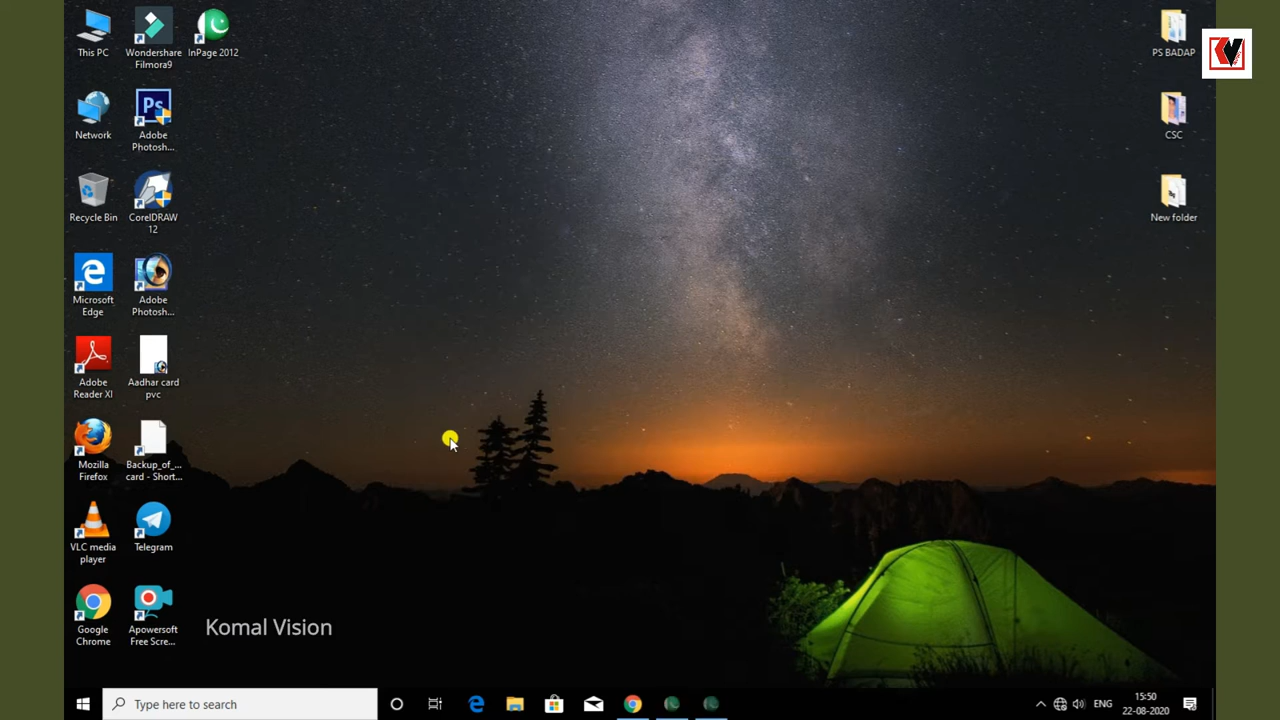 This PC
Wondershare
Filmora9
InPage 2012
PS BADAP
Network
Adobe
Photosh...
CSC
Recycle Bin
CorelDRAW
12
New folder
Microsoft
Edge
Adobe
Photosh...
Adobe
Reader XI
Aadhar card
pvc
Mozilla
Firefox
Backup_of_...
card - Short...
VLC media
player
Telegram
Google
Chrome
Apowersoft
Free Scre...
Komal Vision
Type here to search
ENG
15:50
22-08-2020